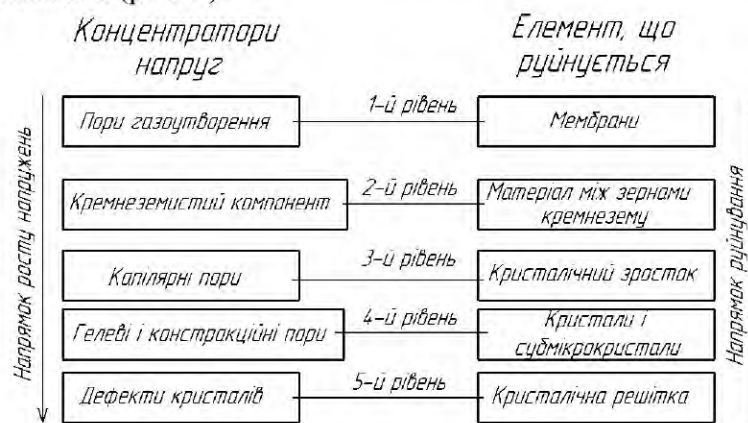 Концентратори
напруг
Елемент, що
руйнується
Пори газоутворення
1-й рівень
Мембрани
Кремнеземистий компонент
2-й рівень
Матеріал між зернами
кремнезему
Капілярні пори
3-й рівень
Кристалічний зросток
Гелеві і констракційні пори
4-й рівень
Кристали і
субмікрокристали
Дефекти кристалів
5-й рівень
Кристалічна решітка
Напрямок росту напружень
Напрямок руйнування